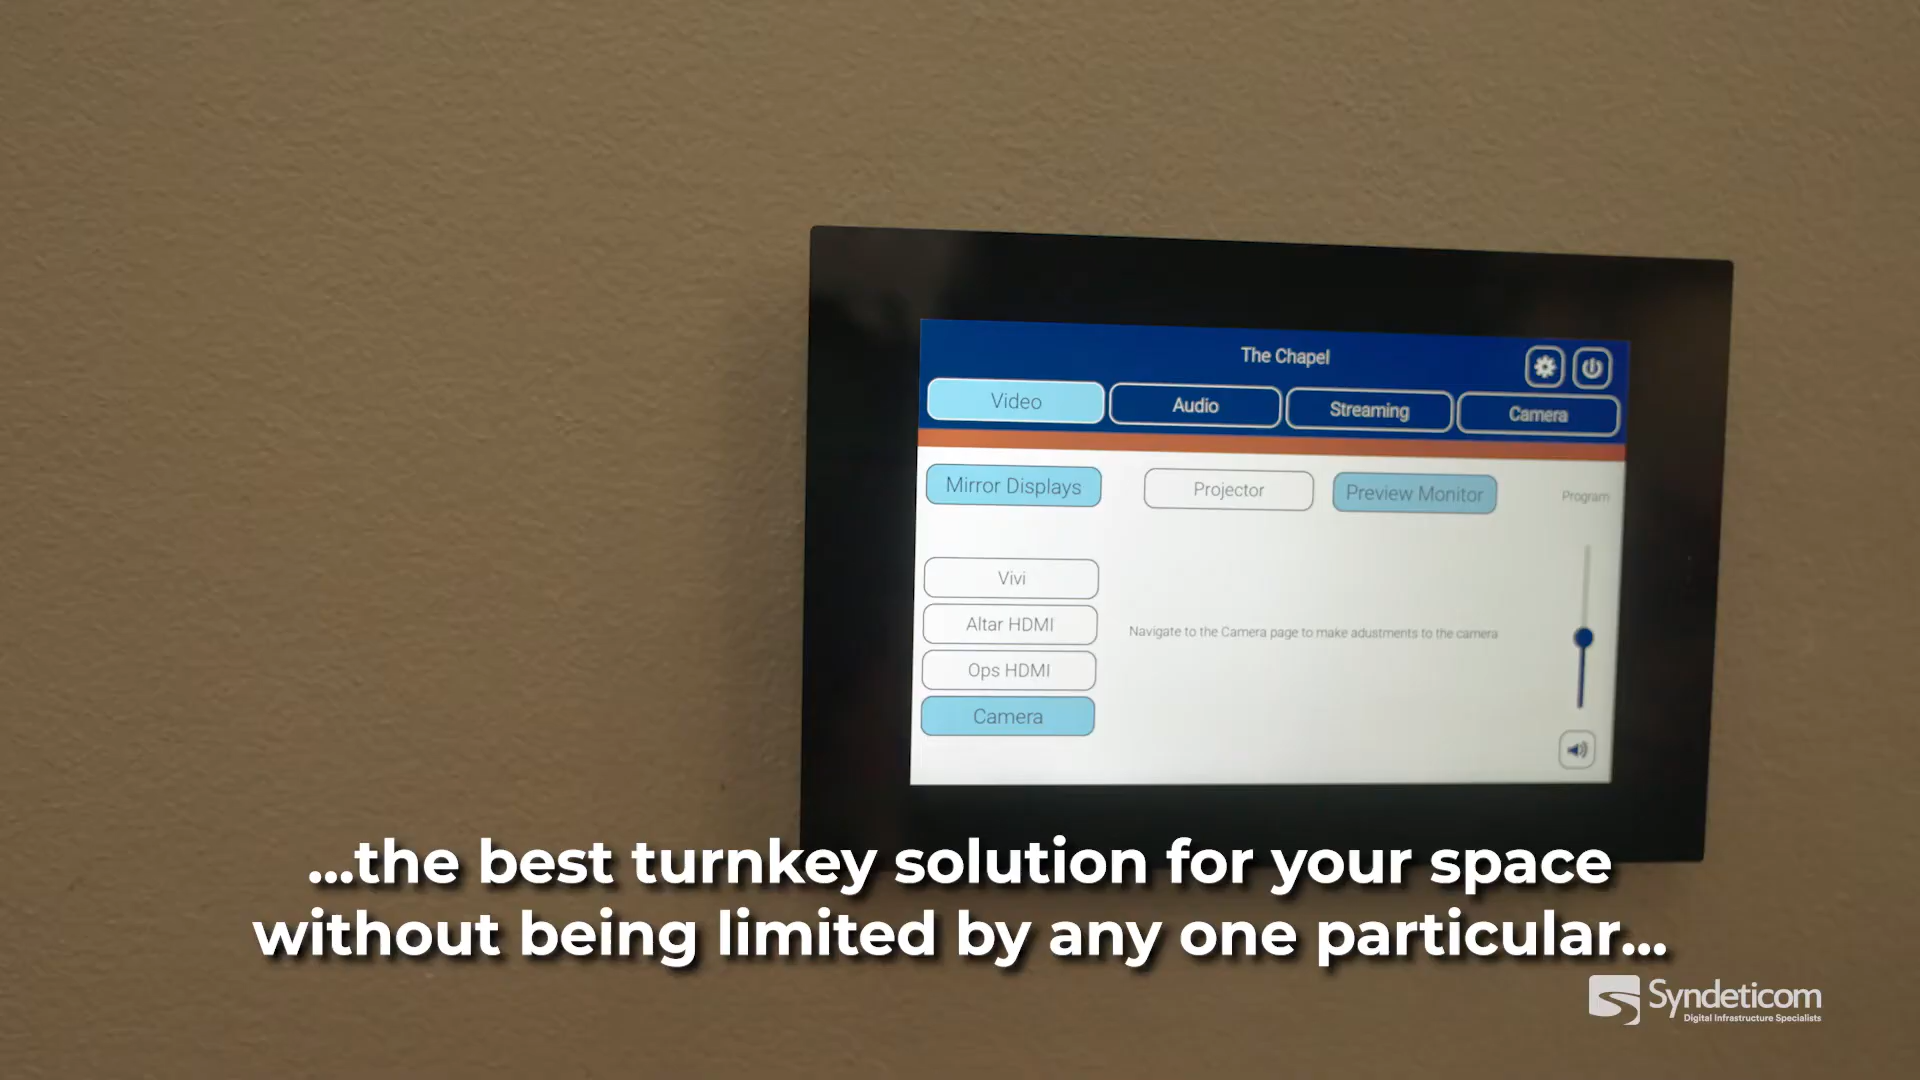 The Chapel
Video
Audio
Streaming
Camera
Mirror Displays
Projector
Preview Monitor
Program
Vivi
Altar HDMI
Ops HDMI
Camera
Navigate to the Camera page to make adustments to the camera
...the best turnkey solution for your space
without being limited by any one particular...
Syndeticom
Digital Infrastructure Specialists